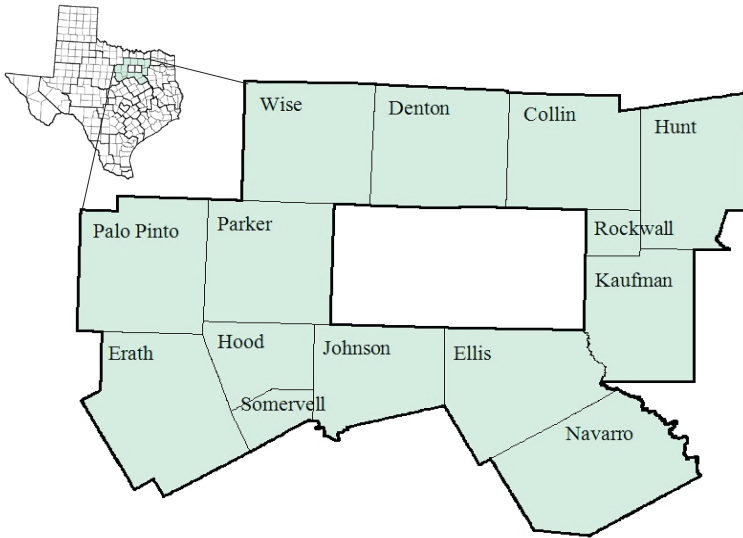 Wise
Denton
Collin
Hunt
Palo Pinto
Parker
Rockwall
Kaufman
Erath
Hood
Johnson
Ellis
Somervell
Navarro